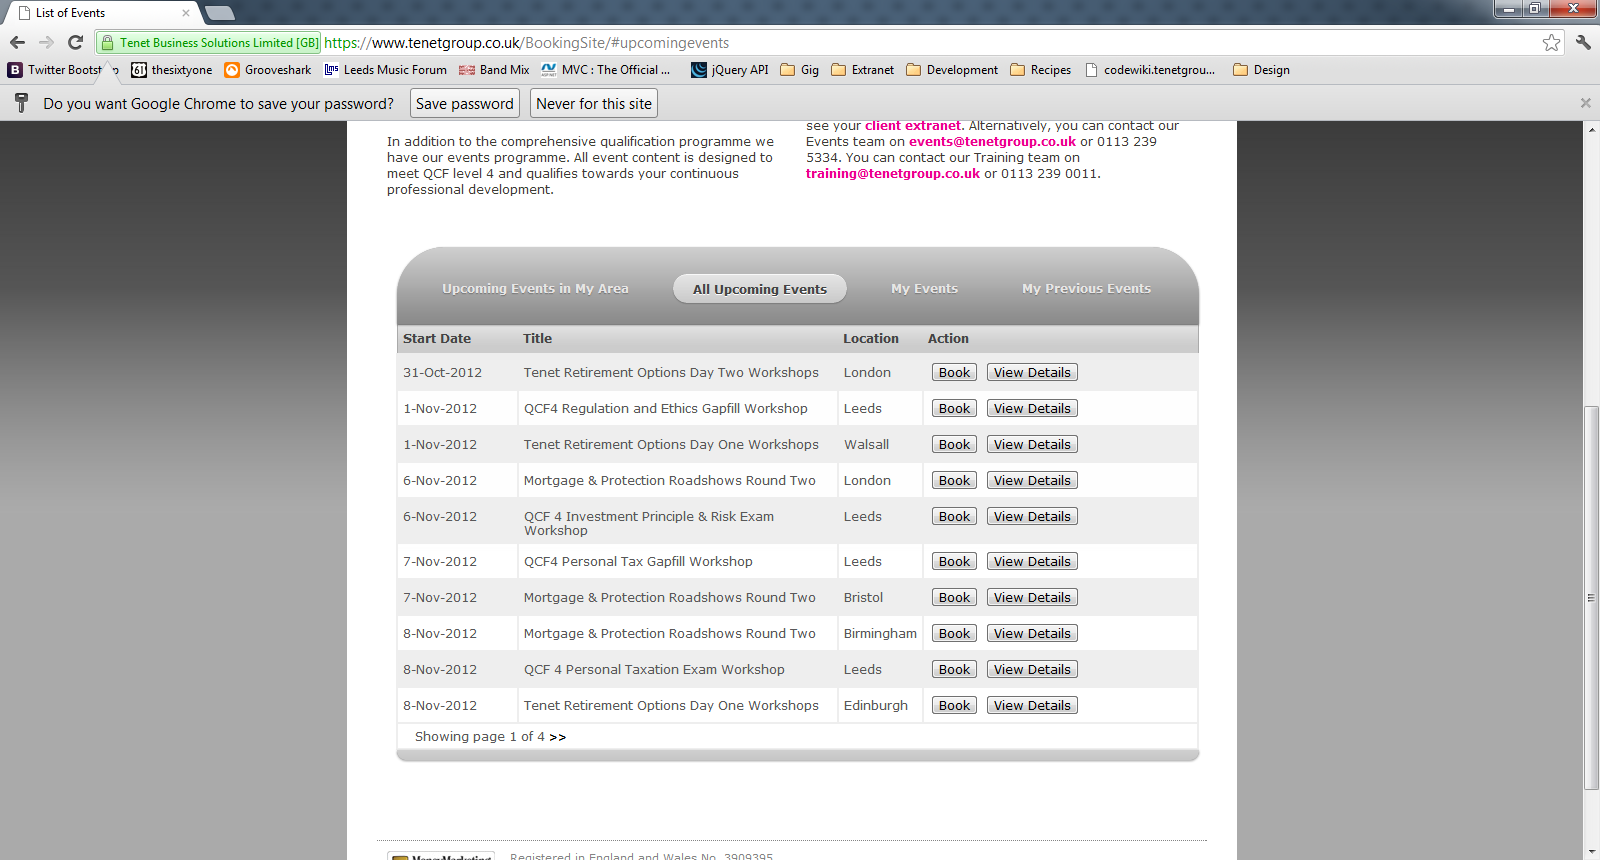 List of Events
Tenet Business Solutions Limited [GB] https://www.tenetgroup.co.uk/BookingSite/#upcomingevents
Twitter Bootstrap thesixtyone Grooveshark Leeds Music Forum Band Mix MVC : The Official ... jQuery API Gig Extranet Development Recipes codewiki.tenetgrou... Design
Do you want Google Chrome to save your password? Save password Never for this site
In addition to the comprehensive qualification programme we
have our events programme. All event content is designed to
meet QCF level 4 and qualifies towards your continuous
professional development.
see your client extranet. Alternatively, you can contact our
Events team on events@tenetgroup.co.uk or 0113 239
5334. You can contact our Training team on
training@tenetgroup.co.uk or 0113 239 0011.
Upcoming Events in My Area All Upcoming Events My Events My Previous Events
Start Date Title Location Action
31-Oct-2012 Tenet Retirement Options Day Two Workshops London Book View Details
1-Nov-2012 QCF4 Regulation and Ethics Gapfill Workshop Leeds Book View Details
1-Nov-2012 Tenet Retirement Options Day One Workshops Walsall Book View Details
6-Nov-2012 Mortgage & Protection Roadshows Round Two London Book View Details
6-Nov-2012 QCF 4 Investment Principle & Risk Exam Leeds Book View Details
Workshop
7-Nov-2012 QCF4 Personal Tax Gapfill Workshop Leeds Book View Details
7-Nov-2012 Mortgage & Protection Roadshows Round Two Bristol Book View Details
8-Nov-2012 Mortgage & Protection Roadshows Round Two Birmingham Book View Details
8-Nov-2012 QCF 4 Personal Taxation Exam Workshop Leeds Book View Details
8-Nov-2012 Tenet Retirement Options Day One Workshops Edinburgh Book View Details
Showing page 1 of 4 >>
MoneyMarketing Registered in England and Wales No. 3909395